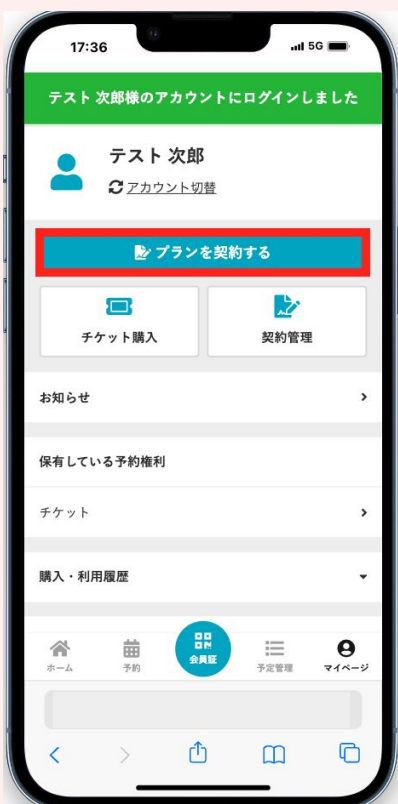 17:36
5G
テスト 次郎様のアカウントにログインしました
テスト 次郎
アカウント切替
プランを契約する
チケット購入
契約管理
お知らせ
保有している予約権利
チケット
購入・利用履歴
ホーム
予約
会員証
予定管理
マイページ